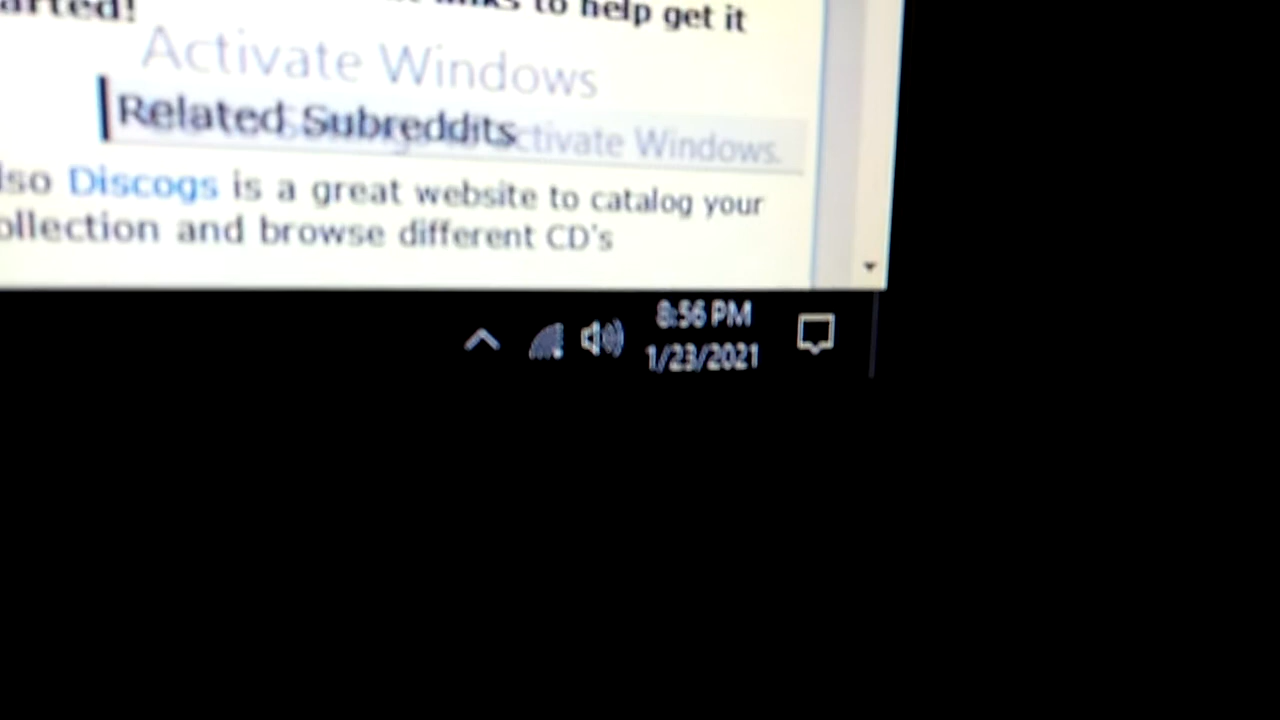 arted!
to help get it
Activate Windows
Related Subreddits
ctivate Windows.
lso Discogs is a great website to catalog your
ollection and browse different CD's
8:56 PM
1/23/2021